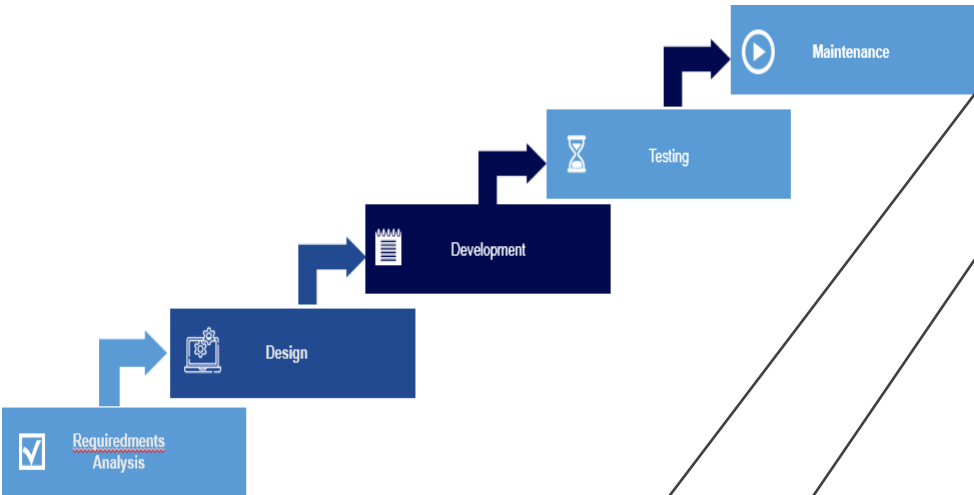 Maintenance
Testing
Development
Design
Requiredments
Analysis